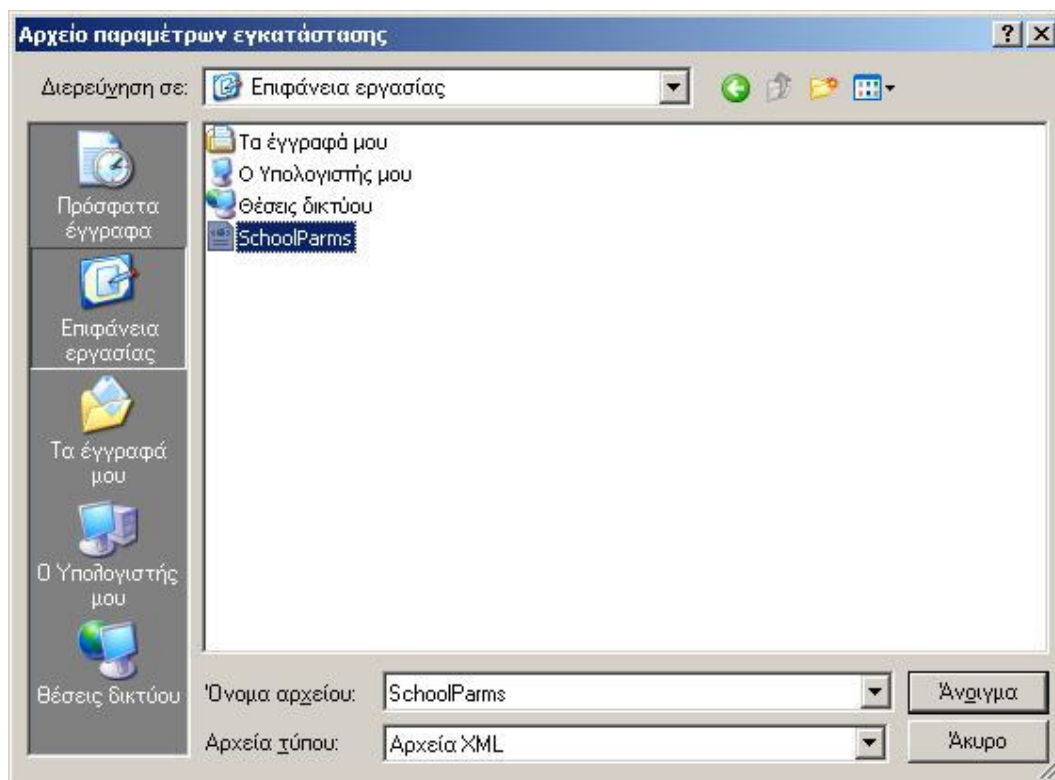 Αρχείο παραμέτρων εγκατάστασης
Διερεύνηση σε:
Επιφάνεια εργασίας
Πρόσφατα
έγγραφα
Επιφάνεια
εργασίας
Τα έγγραφά
μου
Ο Υπολογιστής
μου
Θέσεις δικτύου
Τα έγγραφά μου
Ο Υπολογιστής μου
Θέσεις δικτύου
SchoolParms
Όνομα αρχείου:
SchoolParms
Άνοιγμα
Αρχεία τύπου:
Αρχεία XML
Άκυρο